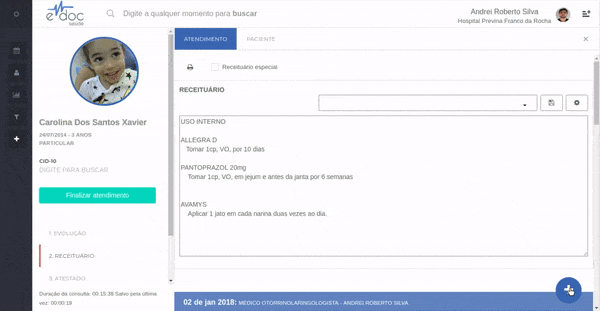 e doc
saúde
Digite a qualquer momento para buscar
Andrei Roberto Silva
Hospital Previna Franco da Rocha
ATENDIMENTO
PACIENTE
Receituário especial
Carolina Dos Santos Xavier
24/07/2014 - 3 ANOS
PARTICULAR
CID-10
DIGITE PARA BUSCAR
Finalizar atendimento
1. EVOLUÇÃO
2. RECEITUÁRIO
3. ATESTADO
Duração da consulta: 00:15:38 Salvo pela última
vez: 00:00:19
RECEITUÁRIO
USO INTERNO
ALLEGRA D
Tomar 1cp, VO, por 10 dias
PANTOPRAZOL 20mg
Tomar 1cp, VO, em jejum e antes da janta por 6 semanas
AVAMYS
Aplicar 1 jato em cada nanna duas vezes ao dia.
02 de jan 2018: MÉDICO OTORRINOLARINGOLOGISTA - ANDREI ROBERTO SILVA